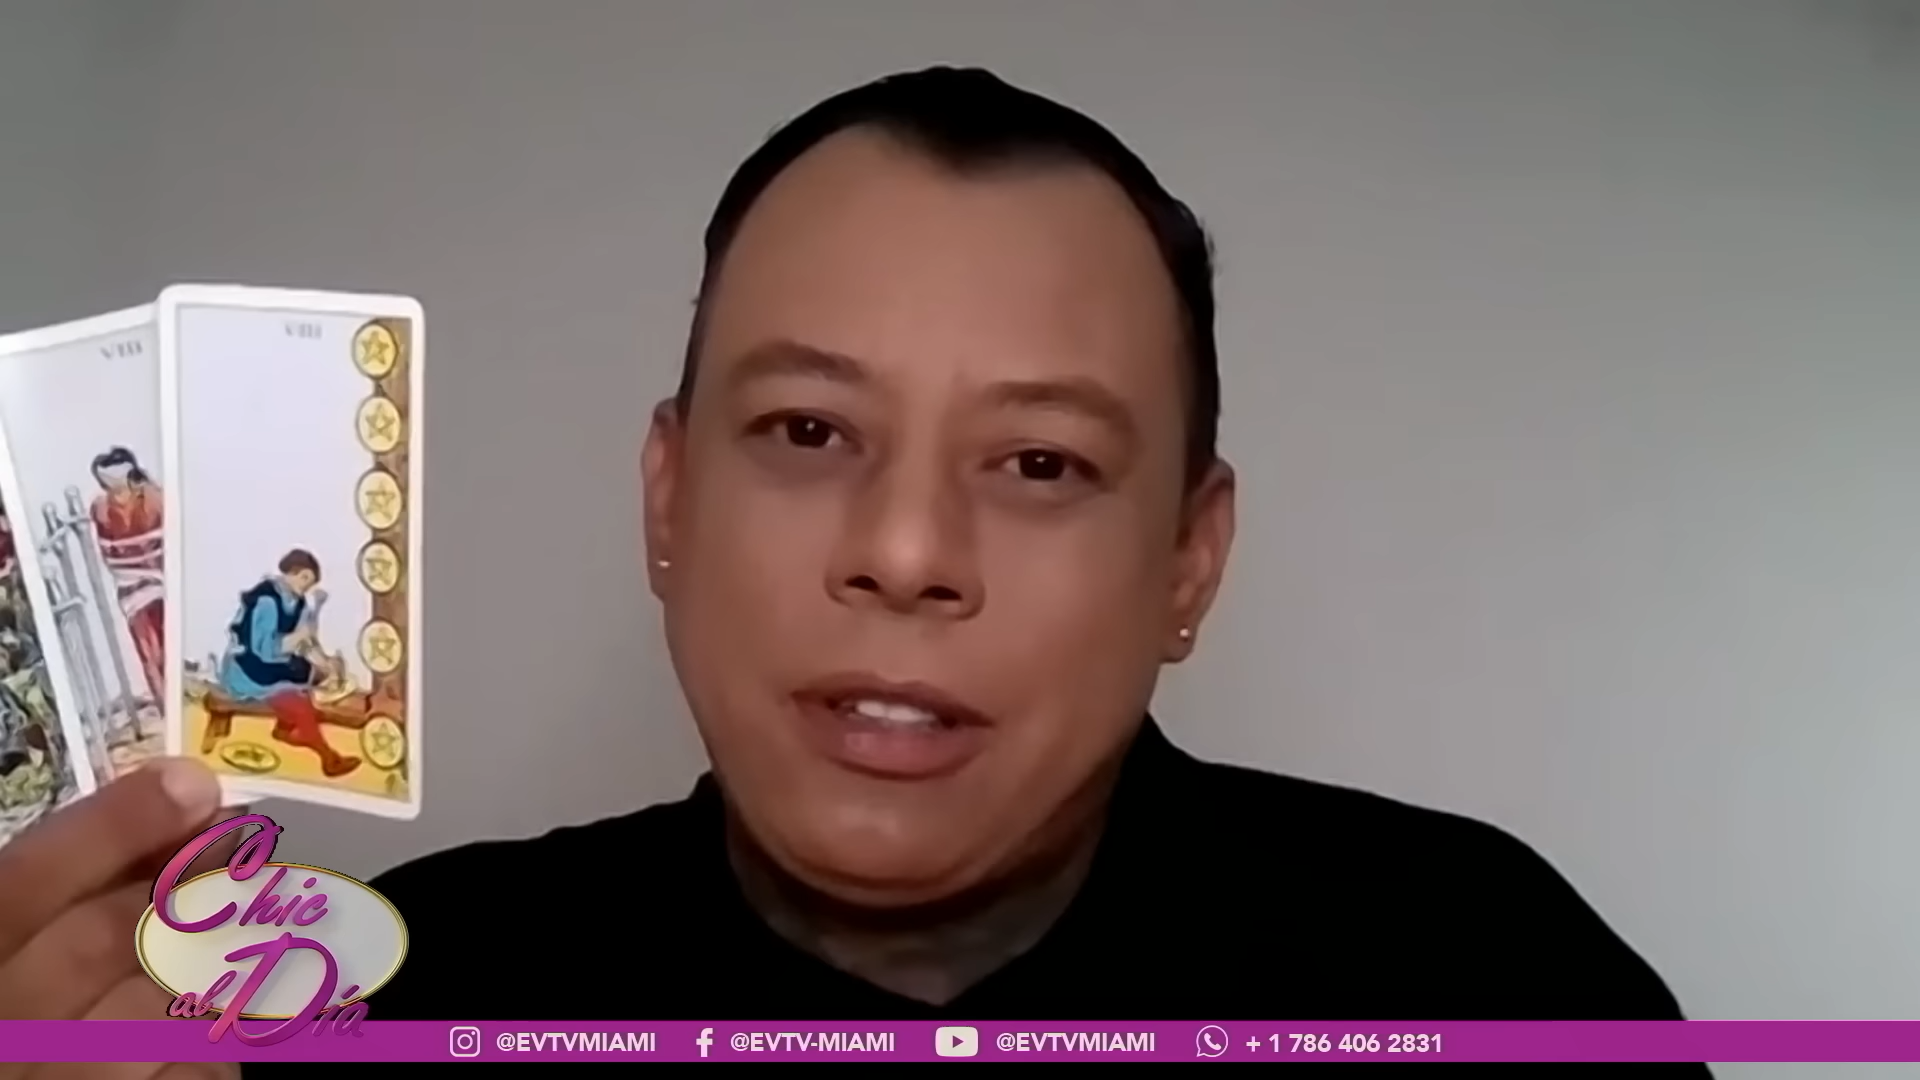 VIII
VIII
Chic
al Día
@EVTVMIAMI
@EVTV-MIAMI
@EVTVMIAMI
+ 1 786 406 2831